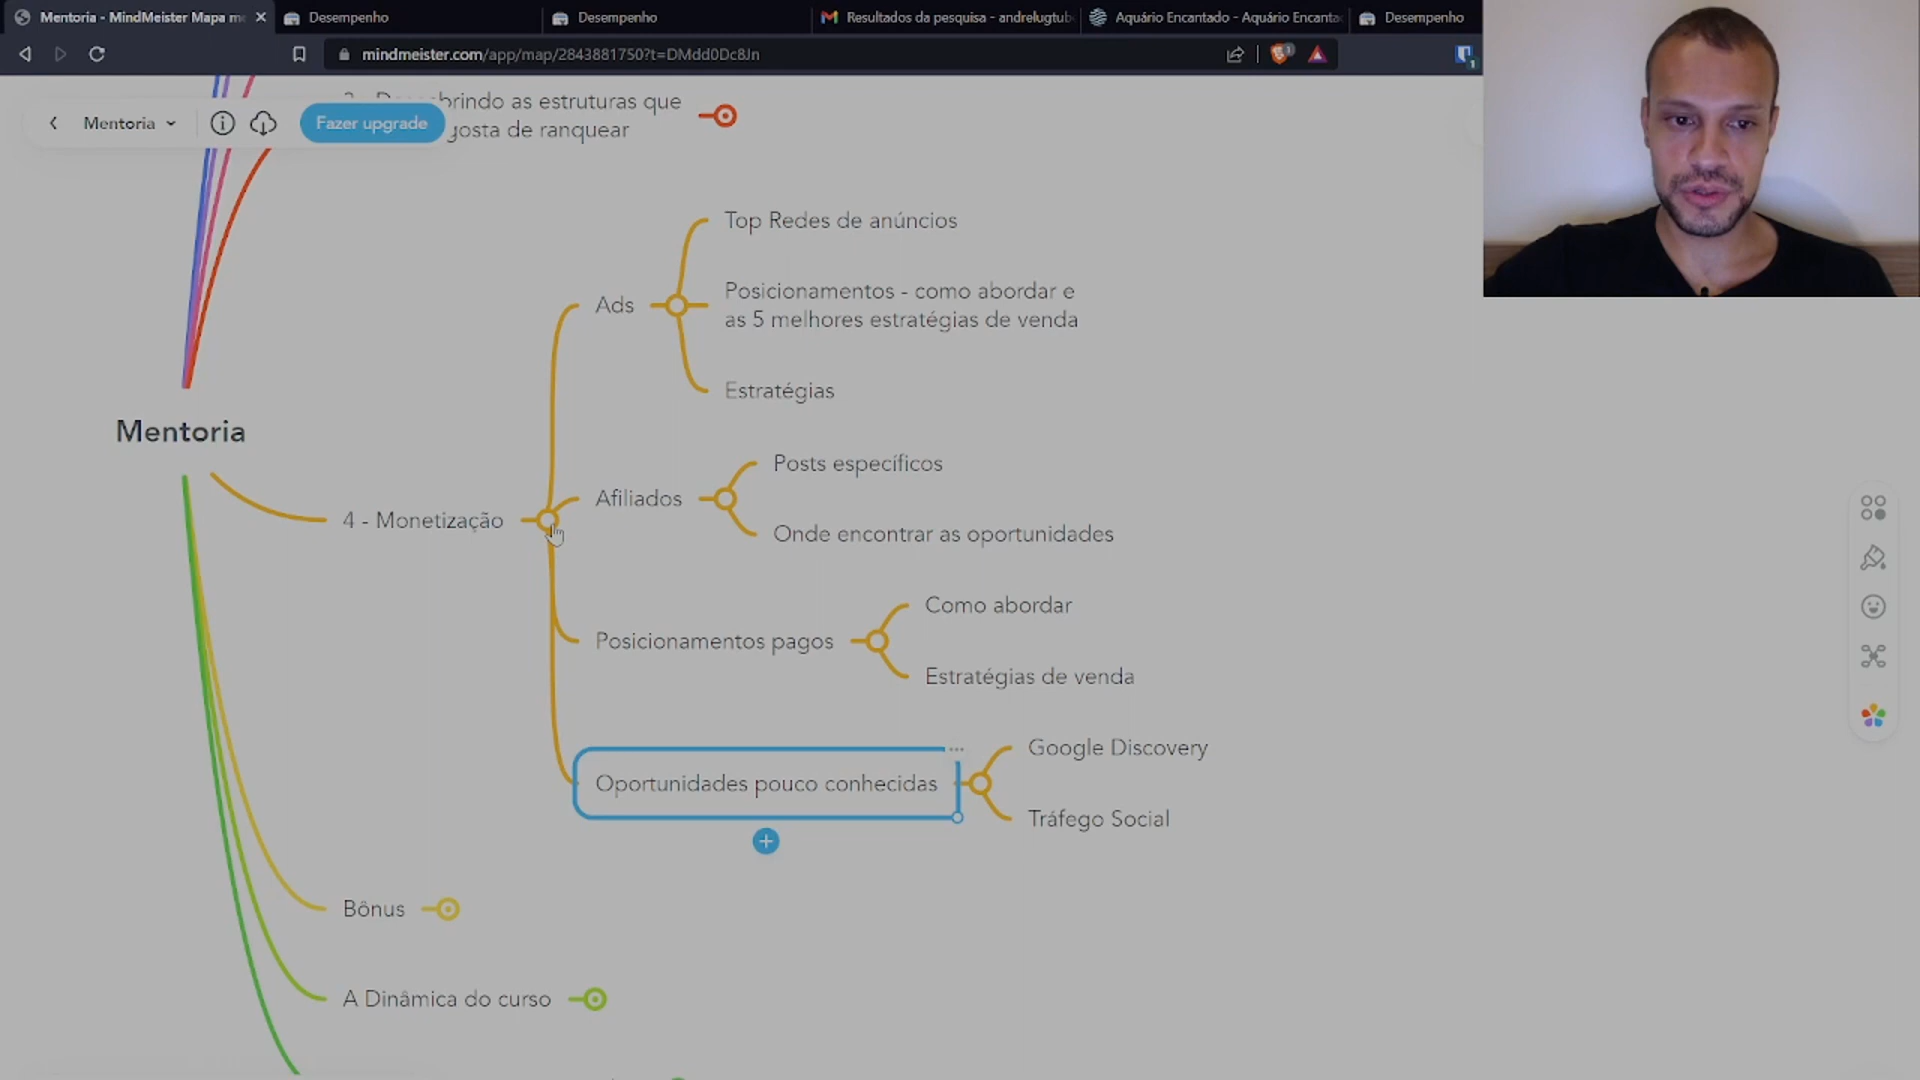 Mentoria - MindMeister Mapa me
Desempenho
Desempenho
Resultados da pesquisa - andrelugtub
Aquário Encantado - Aquário Encanta
Desempenho
mindmeister.com/app/map/2843881750?t=DMdd0Dc8Jn
1
1
Mentoria
Fazer upgrade
as estruturas que
gosta de ranquear
Top Redes de anúncios
Ads
Posicionamentos - como abordar e
as 5 melhores estratégias de venda
Estratégias
Mentoria
4 - Monetização
Afiliados
Posts específicos
Onde encontrar as oportunidades
Posicionamentos pagos
Como abordar
Estratégias de venda
Oportunidades pouco conhecidas
Google Discovery
Tráfego Social
Bônus
A Dinâmica do curso